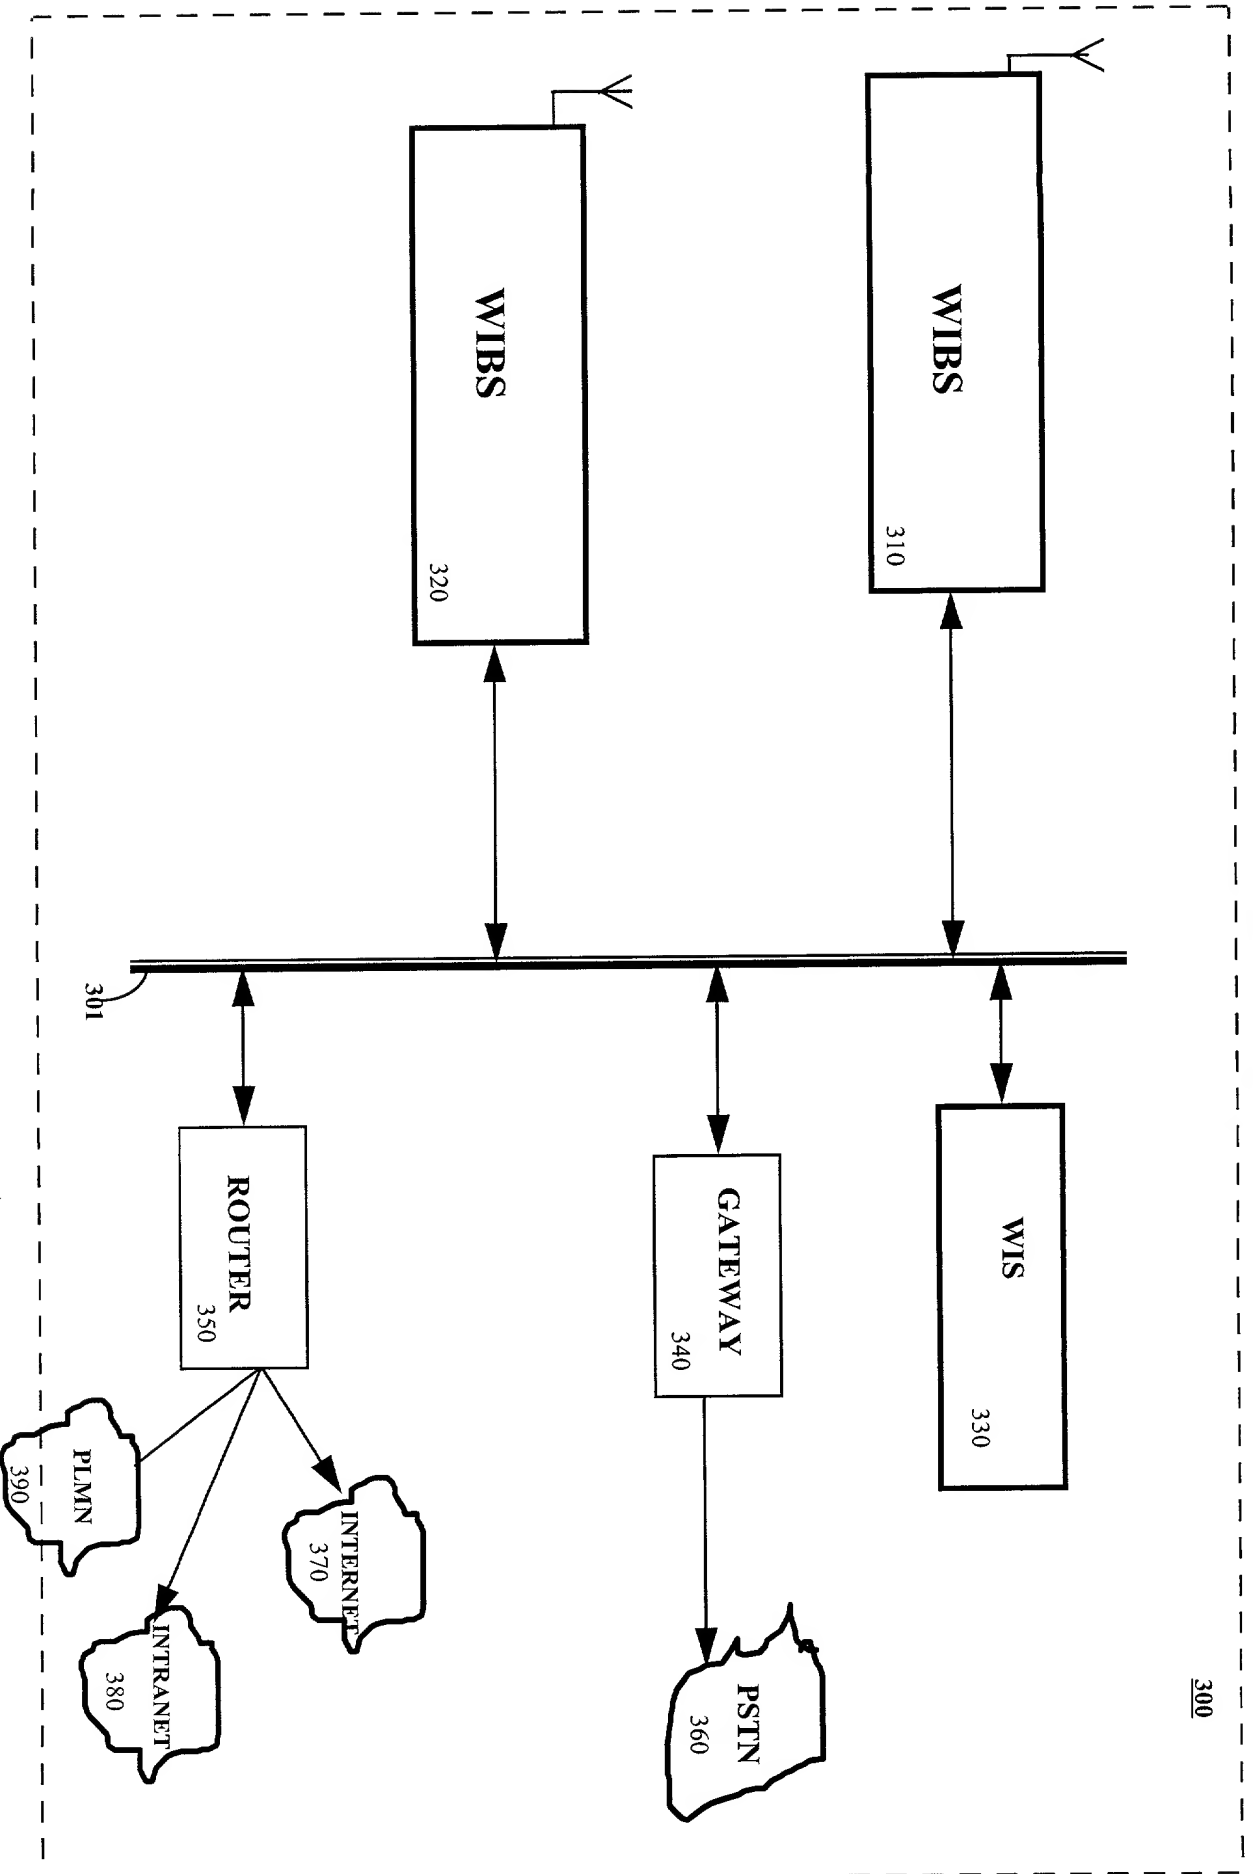 300
WIBS
310
WIS
330
WIBS
320
GATEWAY
340
PSTN
360
301
ROUTER
350
INTERNET
370
INTRANET
380
PLMN
390